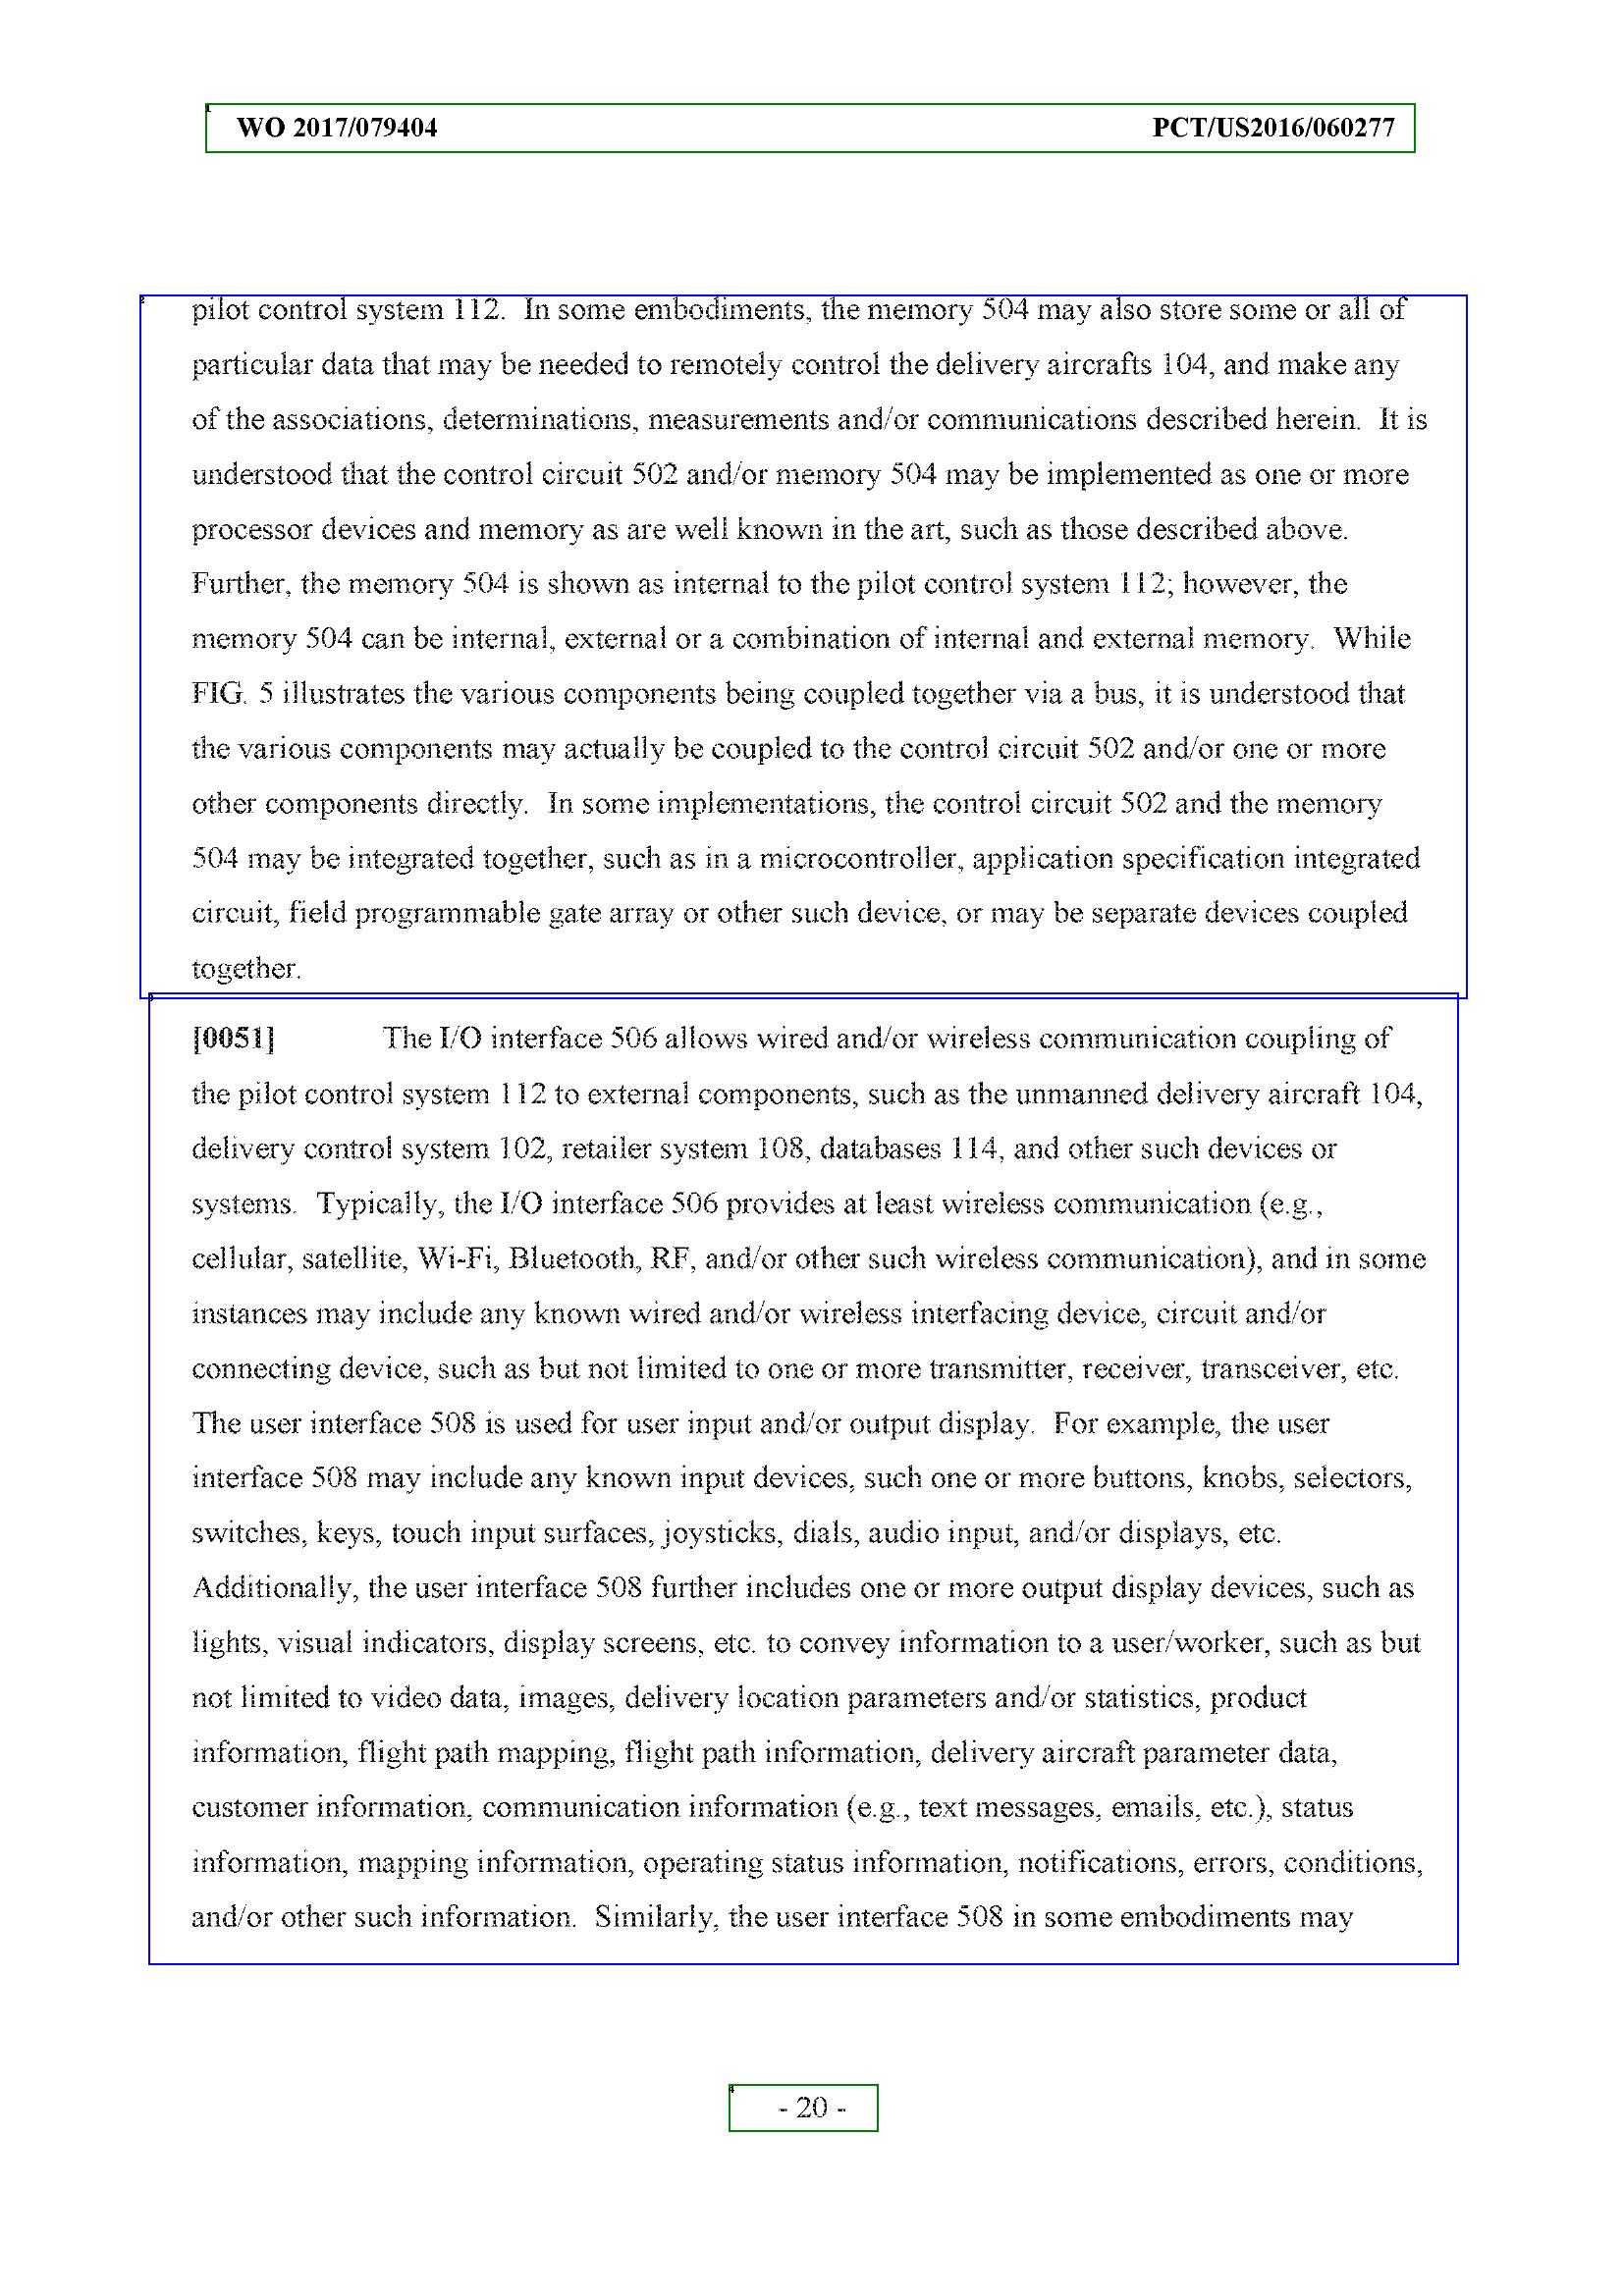 WO 2017/079404 PCT/US2016/060277
pilot control system 112. In some embodiments, the memory 504 may also store some or all of
particular data that may be needed to remotely control the delivery aircrafts 104, and make any
of the associations, determinations, measurements and/or communications described herein. It is
understood that the control circuit 502 and/or memory 504 may be implemented as one or more
processor devices and memory as are well known in the art, such as those described above.
Further, the memory 504 is shown as internal to the pilot control system 112; however, the
memory 504 can be internal, external or a combination of internal and external memory. While
FIG. 5 illustrates the various components being coupled together via a bus, it is understood that
the various components may actually be coupled to the control circuit 502 and/or one or more
other components directly. In some implementations, the control circuit 502 and the memory
504 may be integrated together, such as in a microcontroller, application specification integrated
circuit, field programmable gate array or other such device, or may be separate devices coupled
together.
[0051] The I/O interface 506 allows wired and/or wireless communication coupling of
the pilot control system 112 to external components, such as the unmanned delivery aircraft 104,
delivery control system 102, retailer system 108, databases 114, and other such devices or
systems. Typically, the I/O interface 506 provides at least wireless communication (e.g.,
cellular, satellite, Wi-Fi, Bluetooth, RF, and/or other such wireless communication), and in some
instances may include any known wired and/or wireless interfacing device, circuit and/or
connecting device, such as but not limited to one or more transmitter, receiver, transceiver, etc.
The user interface 508 is used for user input and/or output display. For example, the user
interface 508 may include any known input devices, such one or more buttons, knobs, selectors,
switches, keys, touch input surfaces, joysticks, dials, audio input, and/or displays, etc.
Additionally, the user interface 508 further includes one or more output display devices, such as
lights, visual indicators, display screens, etc. to convey information to a user/worker, such as but
not limited to video data, images, delivery location parameters and/or statistics, product
information, flight path mapping, flight path information, delivery aircraft parameter data,
customer information, communication information (e.g., text messages, emails, etc.), status
information, mapping information, operating status information, notifications, errors, conditions,
and/or other such information. Similarly, the user interface 508 in some embodiments may
- 20 -